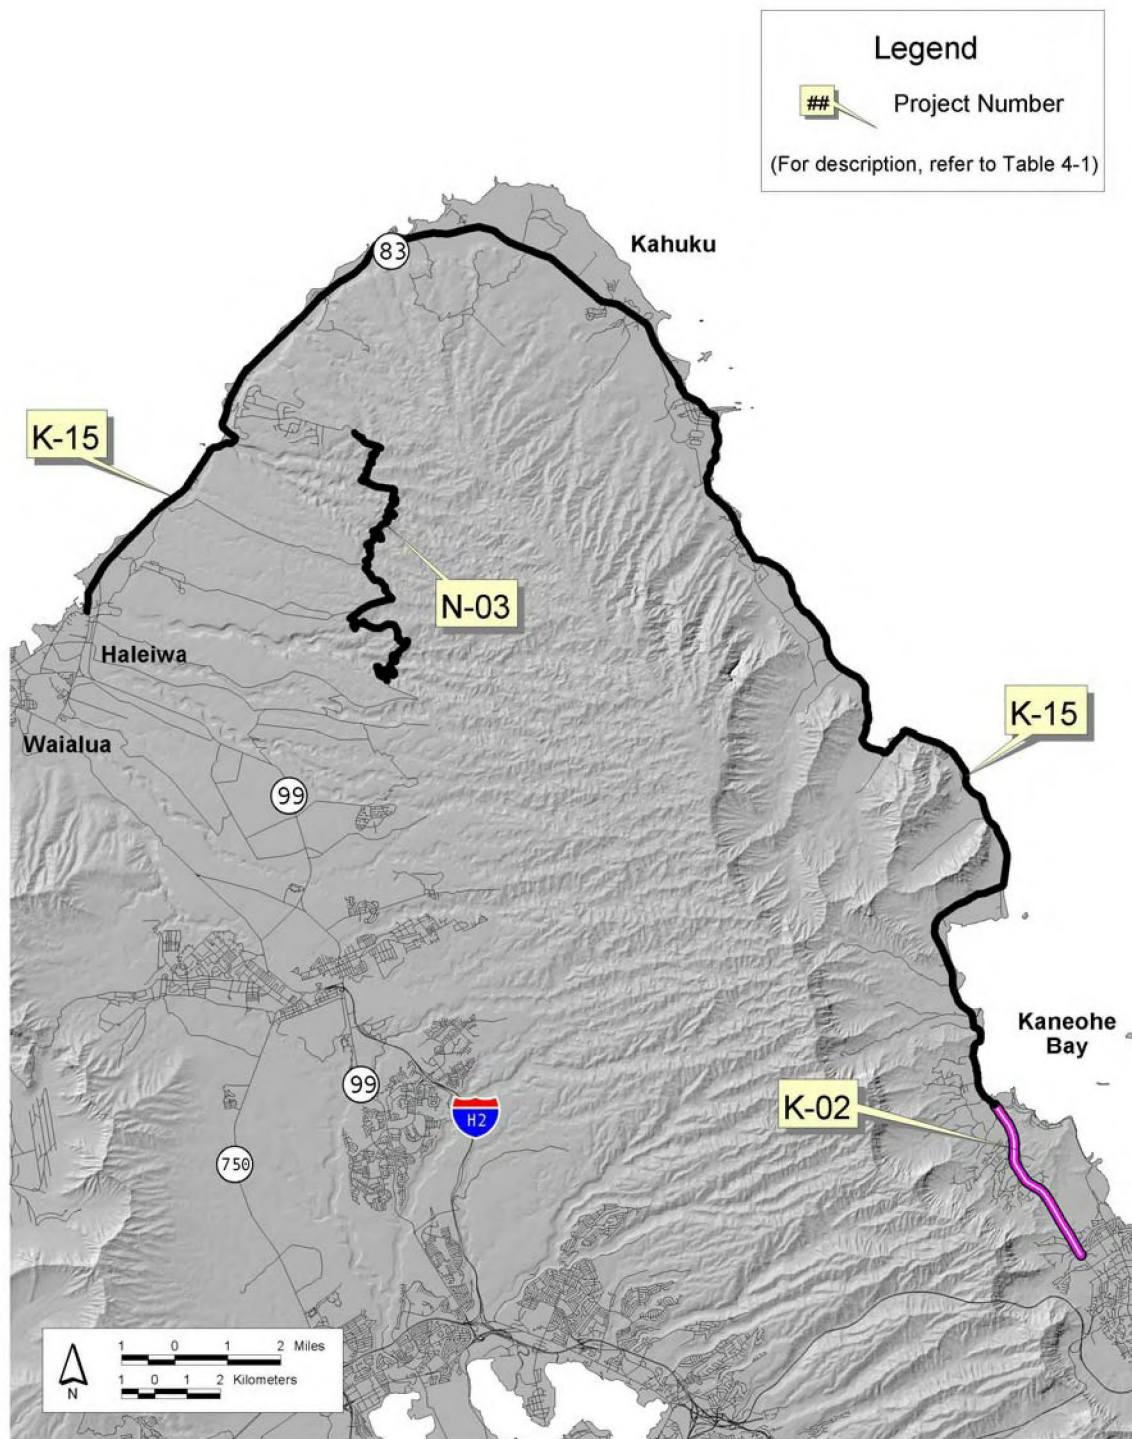 Legend
## Project Number
(For description, refer to Table 4-1)
Kahuku
83
K-15
N-03
Haleiwa
K-15
Waialua
99
Kaneohe
Bay
99
K-02
H2
750
1 0 1 2 Miles
1 0 1 2 Kilometers
N